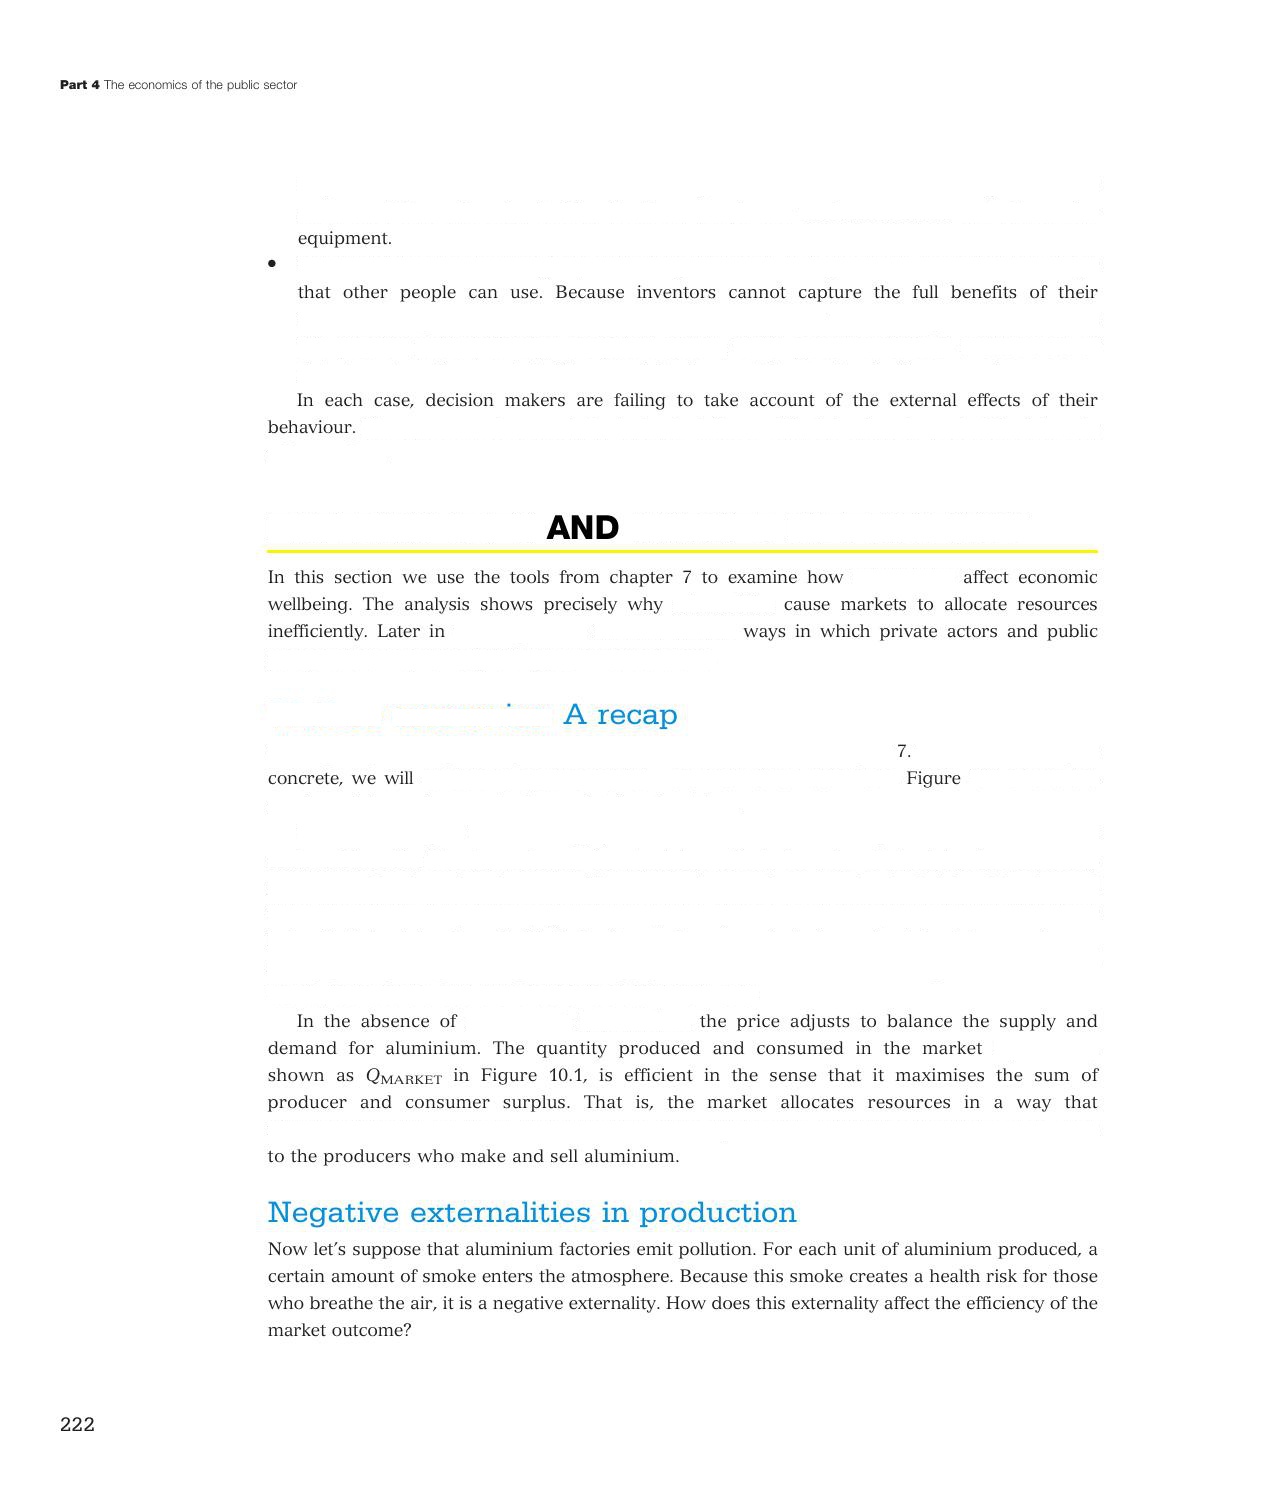 Part 4 The economics of the public sector
equipment.
•
that other people can use. Because inventors cannot capture the full benefits of their
In each case, decision makers are failing to take account of the external effects of their
behaviour.
AND
In this section we use the tools from chapter 7 to examine how affect economic
wellbeing. The analysis shows precisely why cause markets to allocate resources
inefficiently. Later in ways in which private actors and public
A recap
7.
concrete, we will Figure
In the absence of the price adjusts to balance the supply and
demand for aluminium. The quantity produced and consumed in the market
shown as QMARKET in Figure 10.1, is efficient in the sense that it maximises the sum of
producer and consumer surplus. That is, the market allocates resources in a way that
to the producers who make and sell aluminium.
Negative externalities in production
Now let's suppose that aluminium factories emit pollution. For each unit of aluminium produced, a
certain amount of smoke enters the atmosphere. Because this smoke creates a health risk for those
who breathe the air, it is a negative externality. How does this externality affect the efficiency of the
market outcome?
222